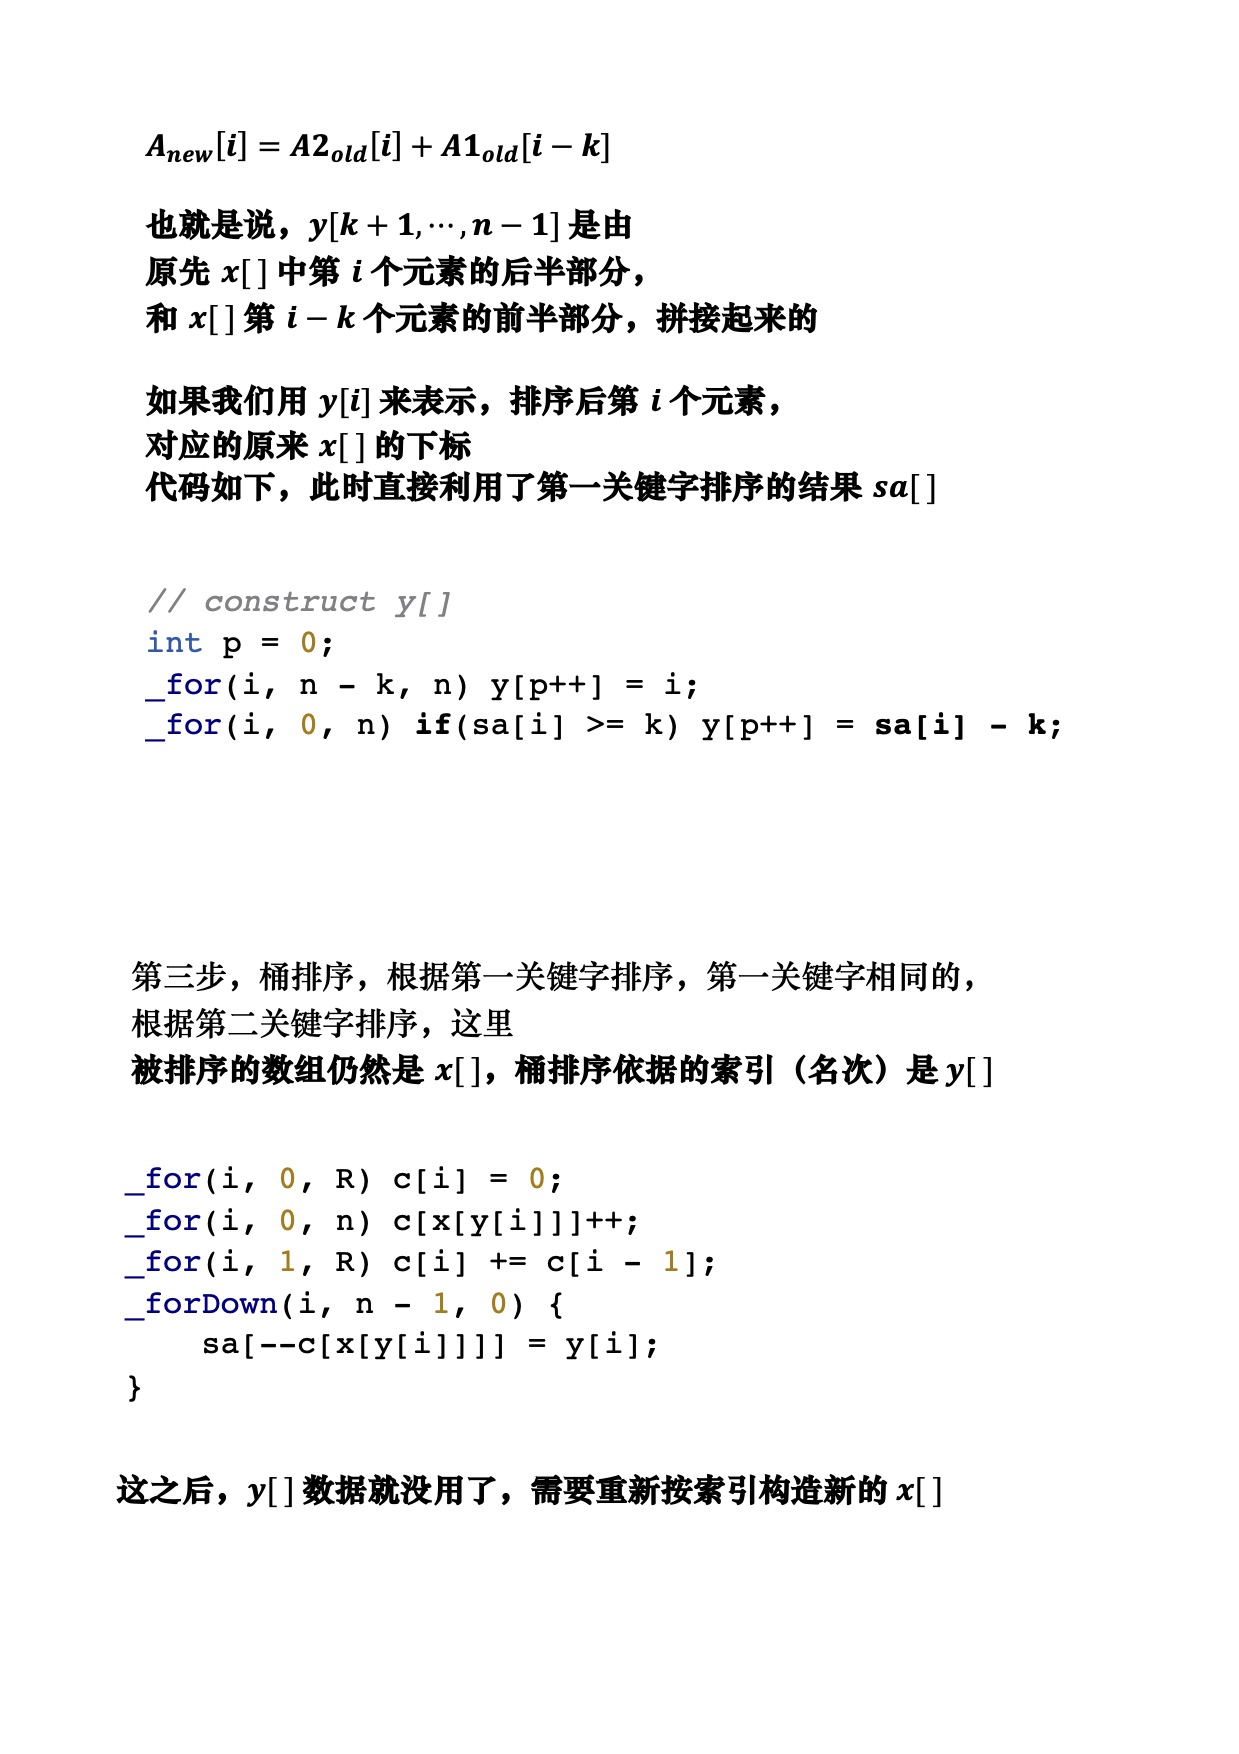 A_new[i] = A2_old[i] + A1_old[i − k]
也就是说，y[k + 1, ⋯ , n − 1] 是由
原先 x[ ] 中第 i 个元素的后半部分，
和 x[ ] 第 i − k 个元素的前半部分，拼接起来的
如果我们用 y[i] 来表示，排序后第 i 个元素，
对应的原来 x[ ] 的下标
代码如下，此时直接利用了第一关键字排序的结果 sa[ ]
// construct y[]
int p = 0;
_for(i, n - k, n) y[p++] = i;
_for(i, 0, n) if(sa[i] >= k) y[p++] = sa[i] - k;
第三步，桶排序，根据第一关键字排序，第一关键字相同的，
根据第二关键字排序，这里
被排序的数组仍然是 x[ ]，桶排序依据的索引（名次）是 y[ ]
_for(i, 0, R) c[i] = 0;
_for(i, 0, n) c[x[y[i]]]++;
_for(i, 1, R) c[i] += c[i - 1];
_forDown(i, n - 1, 0) {
    sa[--c[x[y[i]]]] = y[i];
}
这之后，y[ ] 数据就没用了，需要重新按索引构造新的 x[ ]